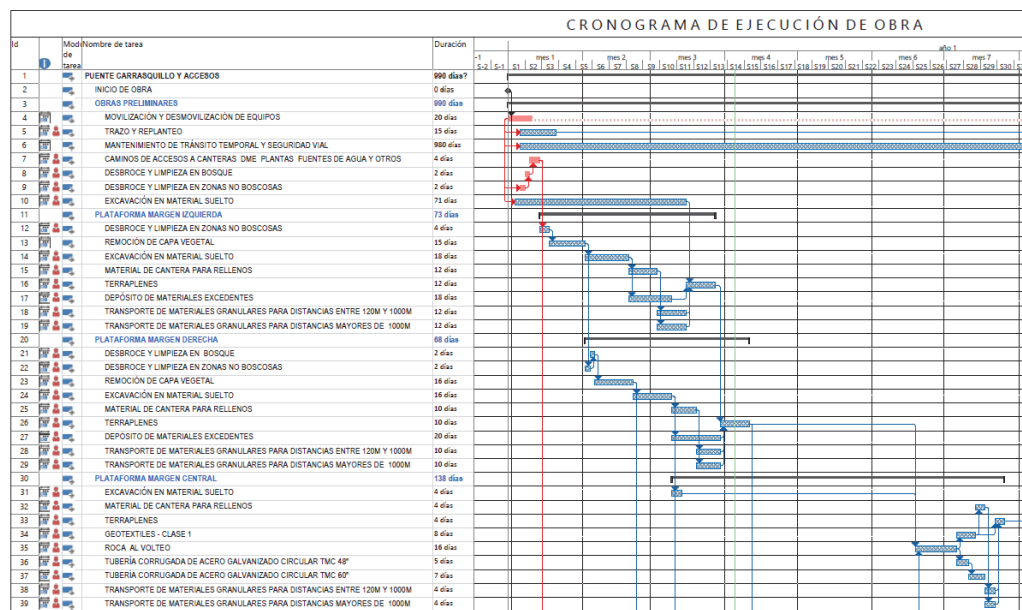 CRONOGRAMA DE EJECUCIÓN DE OBRA
Id Modo de tarea Nombre de tarea Duración
año 1
-1 mes 1 mes 2 mes 3 mes 4 mes 5 mes 6 mes 7
S-2 S-1 S1 S2 S3 S4 S5 S6 S7 S8 S9 S10 S11 S12 S13 S14 S15 S16 S17 S18 S19 S20 S21 S22 S23 S24 S25 S26 S27 S28 S29 S30
1 PUENTE CARRASQUILLO Y ACCESOS 990 días?
2 INICIO DE OBRA 0 días
3 OBRAS PRELIMINARES 990 días
4 MOVILIZACIÓN Y DESMOVILIZACIÓN DE EQUIPOS 20 días
5 TRAZO Y REPLANTEO 15 días
6 MANTENIMIENTO DE TRÁNSITO TEMPORAL Y SEGURIDAD VIAL 980 días
7 CAMINOS DE ACCESOS A CANTERAS DME PLANTAS FUENTES DE AGUA Y OTROS 4 días
8 DESBROCE Y LIMPIEZA EN BOSQUE 2 días
9 DESBROCE Y LIMPIEZA EN ZONAS NO BOSCOSAS 2 días
10 EXCAVACIÓN EN MATERIAL SUELTO 71 días
11 PLATAFORMA MARGEN IZQUIERDA 73 días
12 DESBROCE Y LIMPIEZA EN ZONAS NO BOSCOSAS 4 días
13 REMOCIÓN DE CAPA VEGETAL 15 días
14 EXCAVACIÓN EN MATERIAL SUELTO 18 días
15 MATERIAL DE CANTERA PARA RELLENOS 12 días
16 TERRAPLENES 12 días
17 DEPÓSITO DE MATERIALES EXCEDENTES 18 días
18 TRANSPORTE DE MATERIALES GRANULARES PARA DISTANCIAS ENTRE 120M Y 1000M 12 días
19 TRANSPORTE DE MATERIALES GRANULARES PARA DISTANCIAS MAYORES DE 1000M 12 días
20 PLATAFORMA MARGEN DERECHA 68 días
21 DESBROCE Y LIMPIEZA EN BOSQUE 2 días
22 DESBROCE Y LIMPIEZA EN ZONAS NO BOSCOSAS 2 días
23 REMOCIÓN DE CAPA VEGETAL 16 días
24 EXCAVACIÓN EN MATERIAL SUELTO 16 días
25 MATERIAL DE CANTERA PARA RELLENOS 10 días
26 TERRAPLENES 10 días
27 DEPÓSITO DE MATERIALES EXCEDENTES 20 días
28 TRANSPORTE DE MATERIALES GRANULARES PARA DISTANCIAS ENTRE 120M Y 1000M 10 días
29 TRANSPORTE DE MATERIALES GRANULARES PARA DISTANCIAS MAYORES DE 1000M 10 días
30 PLATAFORMA MARGEN CENTRAL 138 días
31 EXCAVACIÓN EN MATERIAL SUELTO 4 días
32 MATERIAL DE CANTERA PARA RELLENOS 4 días
33 TERRAPLENES 4 días
34 GEOTEXTILES - CLASE 1 8 días
35 ROCA AL VOLTEO 16 días
36 TUBERÍA CORRUGADA DE ACERO GALVANIZADO CIRCULAR TMC 48" 5 días
37 TUBERÍA CORRUGADA DE ACERO GALVANIZADO CIRCULAR TMC 60" 7 días
38 TRANSPORTE DE MATERIALES GRANULARES PARA DISTANCIAS ENTRE 120M Y 1000M 4 días
39 TRANSPORTE DE MATERIALES GRANULARES PARA DISTANCIAS MAYORES DE 1000M 4 días